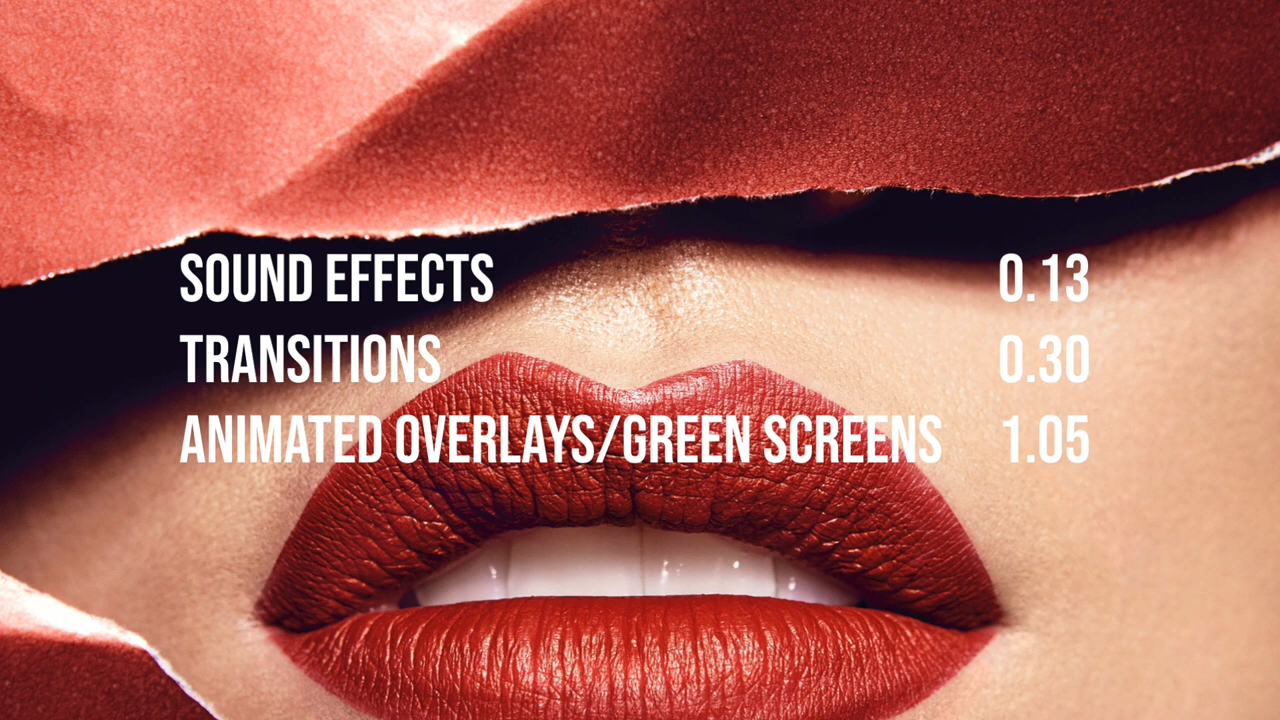 SOUND EFFECTS 0.13
TRANSITIONS 0.30
ANIMATED OVERLAYS/GREEN SCREENS 1.05